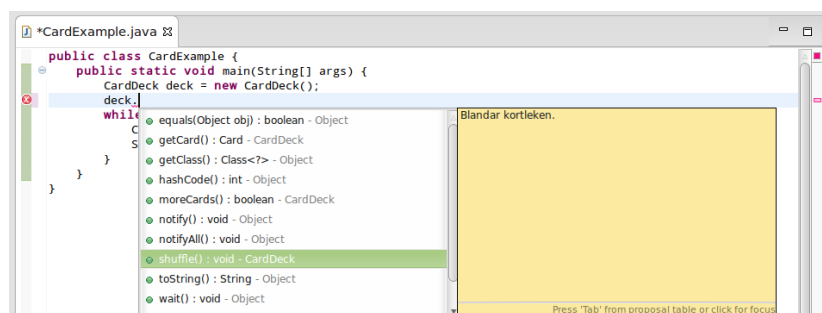 *CardExample.java
public class CardExample {
public static void main(String[] args) {
CardDeck deck = new CardDeck();
deck.
while
C
S
}
}
}
equals(Object obj) : boolean - Object
getCard() : Card - CardDeck
getClass() : Class<?> - Object
hashCode() : int - Object
moreCards() : boolean - CardDeck
notify() : void - Object
notifyAll() : void - Object
shuffle() : void - CardDeck
toString() : String - Object
wait() : void - Object
Blandar kortleken.
Press 'Tab' from proposal table or click for focus